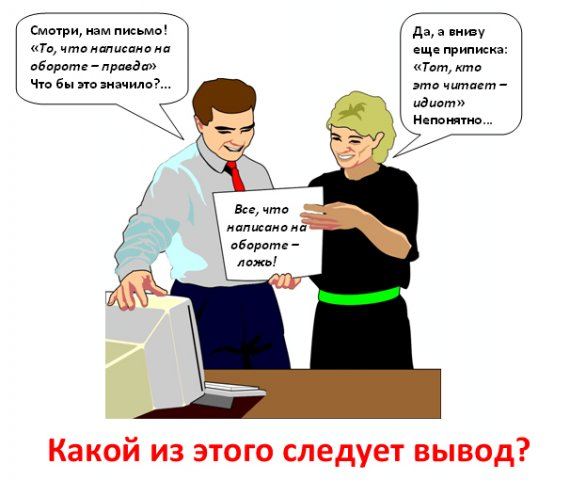 Смотри, нам письмо!
«То, что написано на
обороте – правда»
Что бы это значило?...
Да, а внизу
еще приписка:
«Тот, кто
это читает –
идиот»
Непонятно...
Все, что
написано на
обороте –
ложь!
Какой из этого следует вывод?